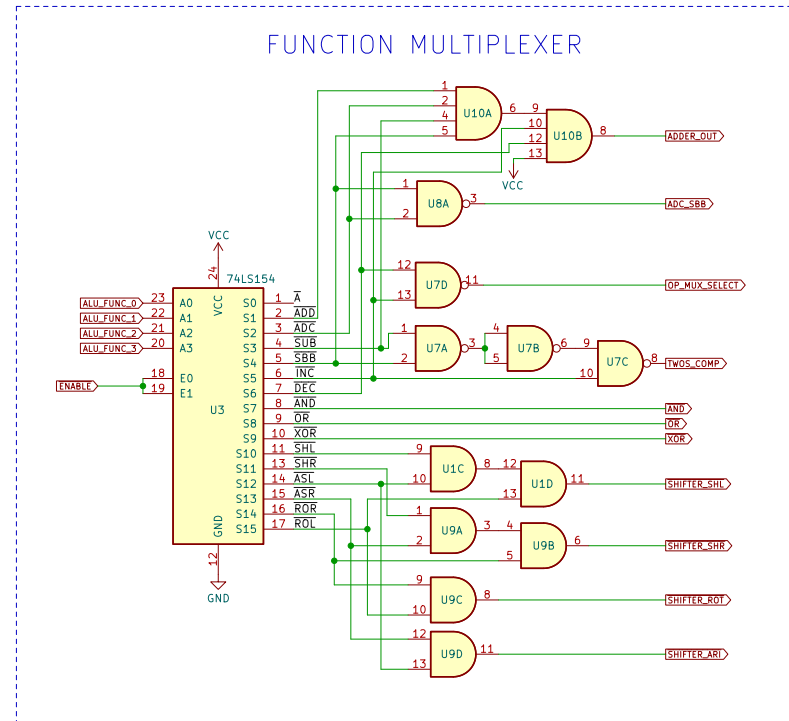 FUNCTION MULTIPLEXER
1
2
4
5
U10A
6
9
10
12
13
U10B
8
ADDER_OUT
VCC
1
2
U8A
3
ADC_SBB
12
13
U7D
11
OP_MUX_SELECT
1
2
U7A
3
4
5
U7B
6
9
10
U7C
8
TWOS_COMP
VCC
24
74LS154
VCC
ALU_FUNC_0 23 A0 S0 1 A
ALU_FUNC_1 22 A1 S1 2 ADD
ALU_FUNC_2 21 A2 S2 3 ADC
ALU_FUNC_3 20 A3 S3 4 SUB
S4 5 SBB
18 E0 S5 6 INC
ENABLE
19 E1 S6 7 DEC
U3
S7 8 AND AND
S8 9 OR OR
S9 10 XOR XOR
S10 11 SHL
S11 13 SHR
S12 14 ASL
S13 15 ASR
S14 16 ROR
S15 17 ROL
GND
12
GND
9
10
U1C
8
12
13
U1D
11
SHIFTER_SHL
1
2
U9A
3
4
5
U9B
6
SHIFTER_SHR
9
10
U9C
8
SHIFTER_ROT
12
13
U9D
11
SHIFTER_ARI